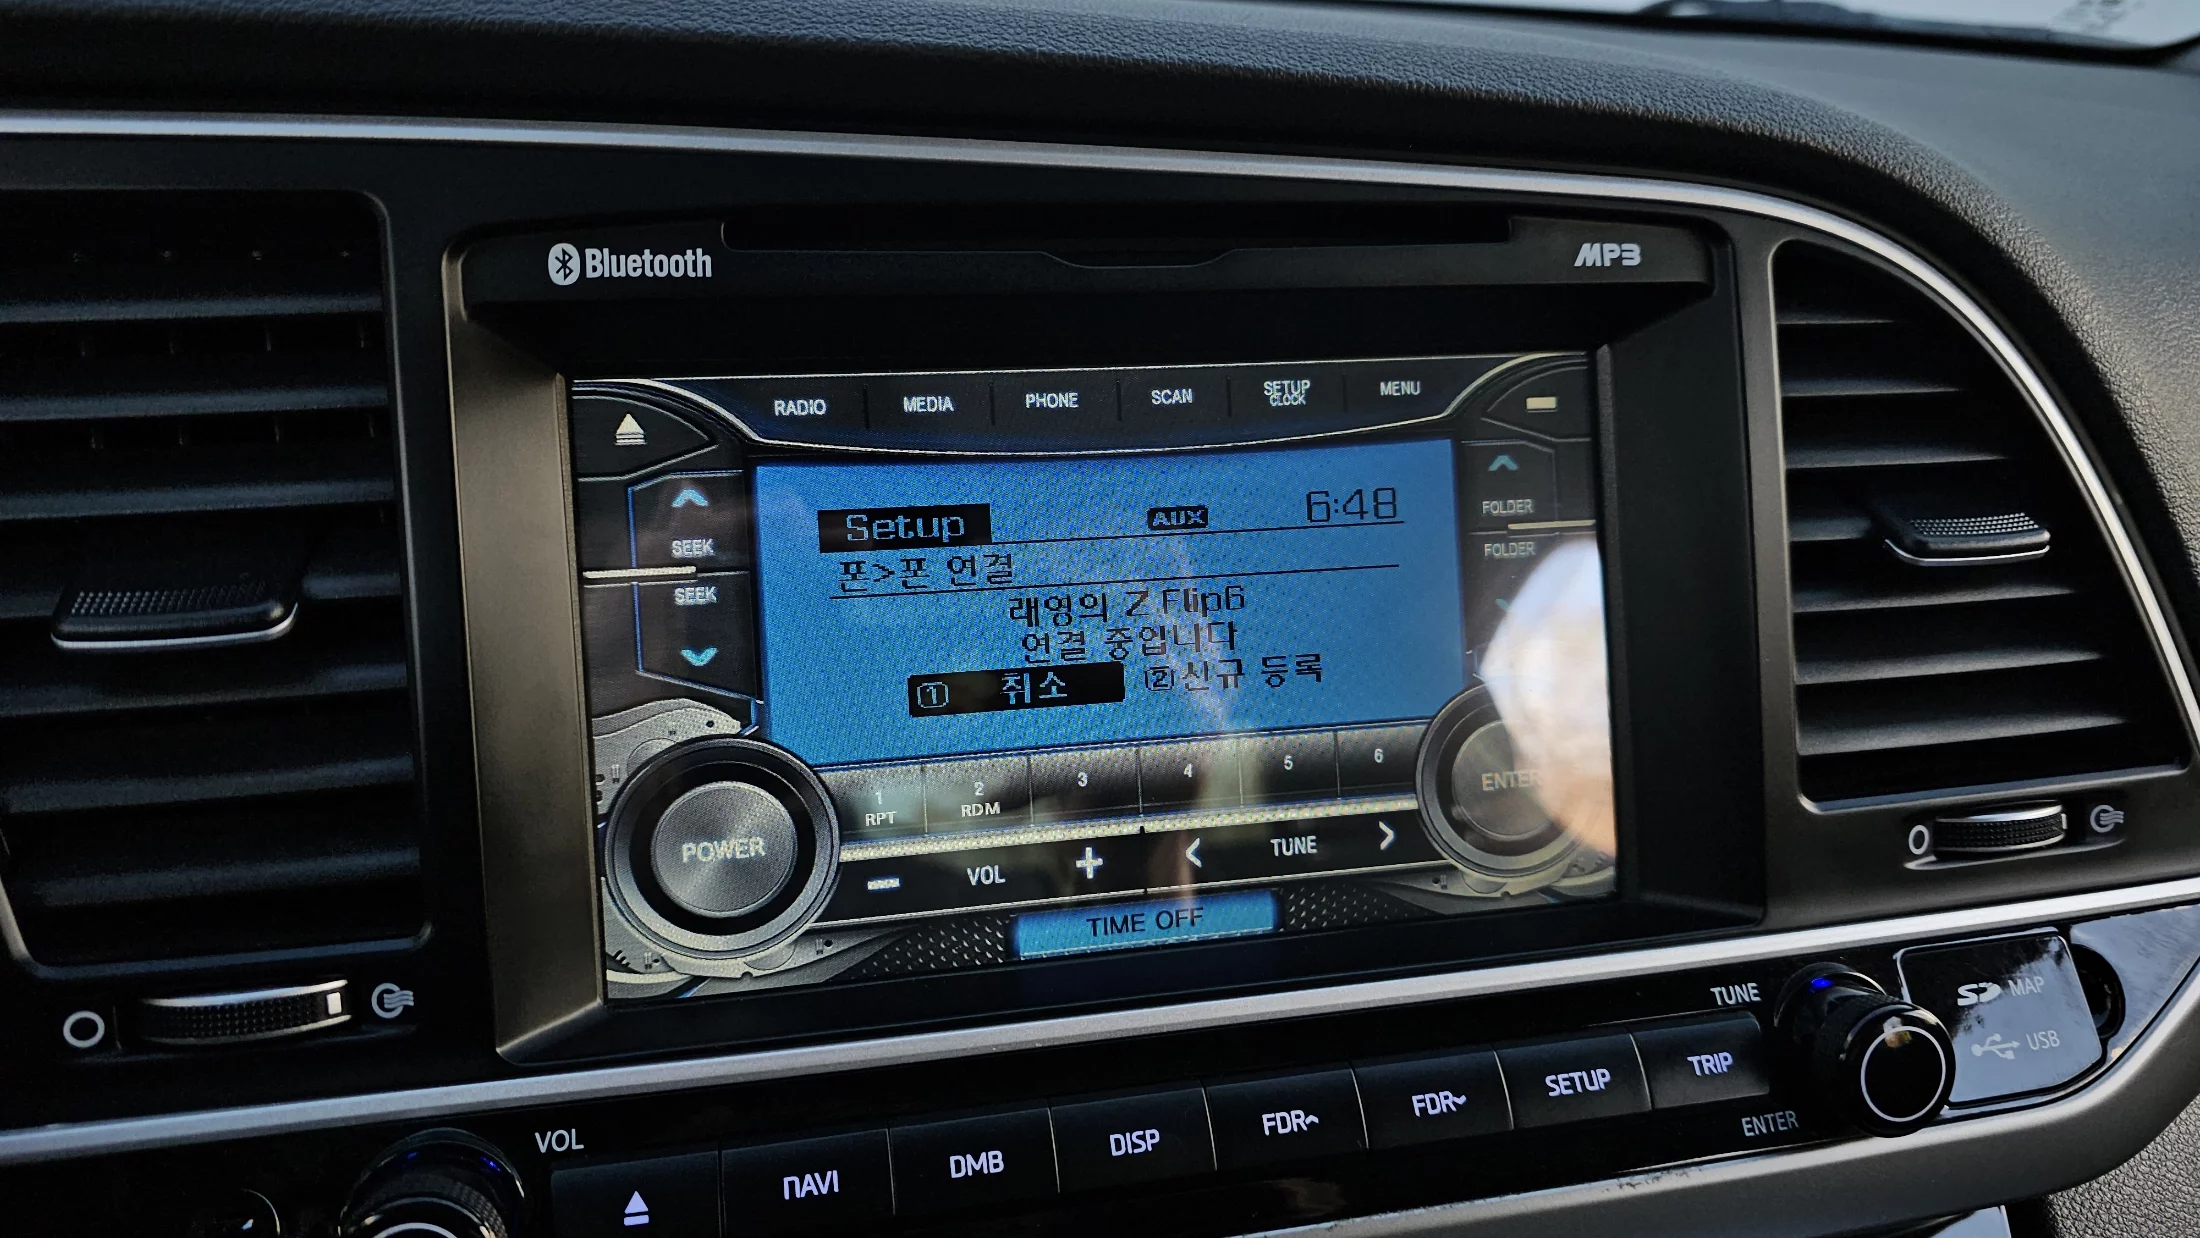 Bluetooth
MP3
RADIO
MEDIA
PHONE
SCAN
SETUP
CLOCK
MENU
SEEK
SEEK
FOLDER
FOLDER
Setup
AUX
6:48
폰>폰 연결
래영의 Z Flip6
연결 중입니다
1 취소
2 신규 등록
1
RPT
2
RDM
3
4
5
6
POWER
ENTER
VOL
TUNE
TIME OFF
VOL
NAVI
DMB
DISP
FDR
FDR
SETUP
TRIP
TUNE
ENTER
SD MAP
USB